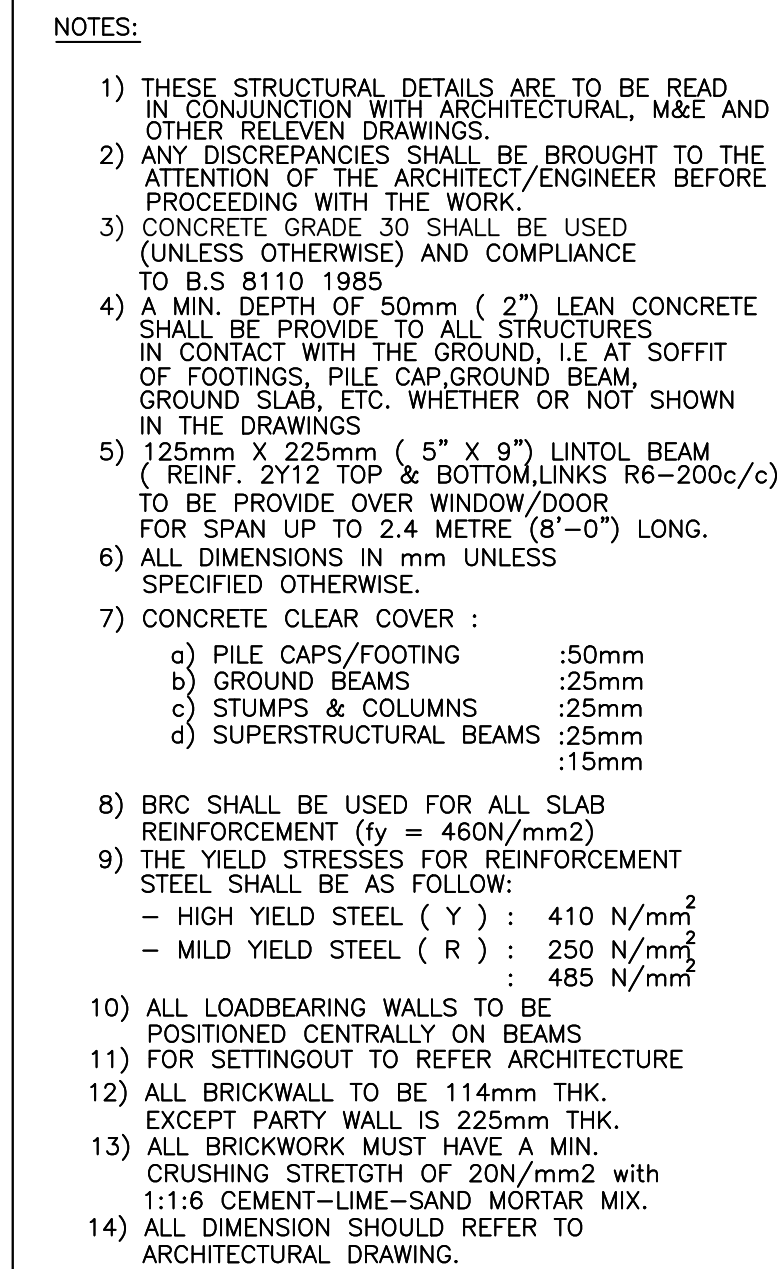 NOTES:
1) THESE STRUCTURAL DETAILS ARE TO BE READ
IN CONJUNCTION WITH ARCHITECTURAL, M&E AND
OTHER RELEVEN DRAWINGS.
2) ANY DISCREPANCIES SHALL BE BROUGHT TO THE
ATTENTION OF THE ARCHITECT/ENGINEER BEFORE
PROCEEDING WITH THE WORK.
3) CONCRETE GRADE 30 SHALL BE USED
(UNLESS OTHERWISE) AND COMPLIANCE
TO B.S 8110 1985
4) A MIN. DEPTH OF 50mm ( 2") LEAN CONCRETE
SHALL BE PROVIDE TO ALL STRUCTURES
IN CONTACT WITH THE GROUND, I.E AT SOFFIT
OF FOOTINGS, PILE CAP,GROUND BEAM,
GROUND SLAB, ETC. WHETHER OR NOT SHOWN
IN THE DRAWINGS
5) 125mm X 225mm ( 5" X 9") LINTOL BEAM
( REINF. 2Y12 TOP & BOTTOM,LINKS R6-200c/c)
TO BE PROVIDE OVER WINDOW/DOOR
FOR SPAN UP TO 2.4 METRE (8'-0") LONG.
6) ALL DIMENSIONS IN mm UNLESS
SPECIFIED OTHERWISE.
7) CONCRETE CLEAR COVER :
a) PILE CAPS/FOOTING :50mm
b) GROUND BEAMS :25mm
c) STUMPS & COLUMNS :25mm
d) SUPERSTRUCTURAL BEAMS :25mm
:15mm
8) BRC SHALL BE USED FOR ALL SLAB
REINFORCEMENT (fy = 460N/mm2)
9) THE YIELD STRESSES FOR REINFORCEMENT
STEEL SHALL BE AS FOLLOW:
- HIGH YIELD STEEL ( Y ) : 410 N/mm²
- MILD YIELD STEEL ( R ) : 250 N/mm²
: 485 N/mm²
10) ALL LOADBEARING WALLS TO BE
POSITIONED CENTRALLY ON BEAMS
11) FOR SETTINGOUT TO REFER ARCHITECTURE
12) ALL BRICKWALL TO BE 114mm THK.
EXCEPT PARTY WALL IS 225mm THK.
13) ALL BRICKWORK MUST HAVE A MIN.
CRUSHING STRETGTH OF 20N/mm2 with
1:1:6 CEMENT-LIME-SAND MORTAR MIX.
14) ALL DIMENSION SHOULD REFER TO
ARCHITECTURAL DRAWING.